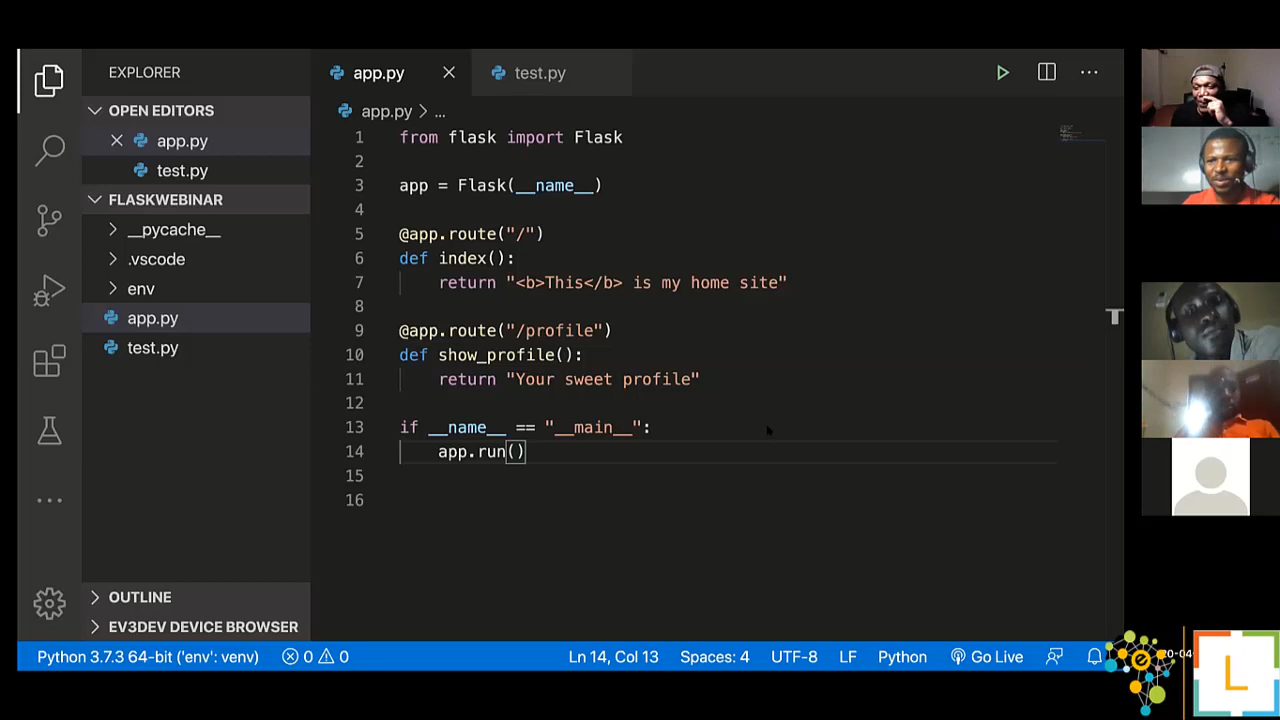 EXPLORER
OPEN EDITORS
app.py
test.py
FLASKWEBINAR
__pycache__
.vscode
env
app.py
test.py
OUTLINE
EV3DEV DEVICE BROWSER
app.py
test.py
app.py > ...
1 from flask import Flask
2
3 app = Flask(__name__)
4
5 @app.route("/")
6 def index():
7     return "<b>This</b> is my home site"
8
9 @app.route("/profile")
10 def show_profile():
11     return "Your sweet profile"
12
13 if __name__ == "__main__":
14     app.run()
15
16
Python 3.7.3 64-bit ('env': venv) 0 0 Ln 14, Col 13 Spaces: 4 UTF-8 LF Python Go Live
L